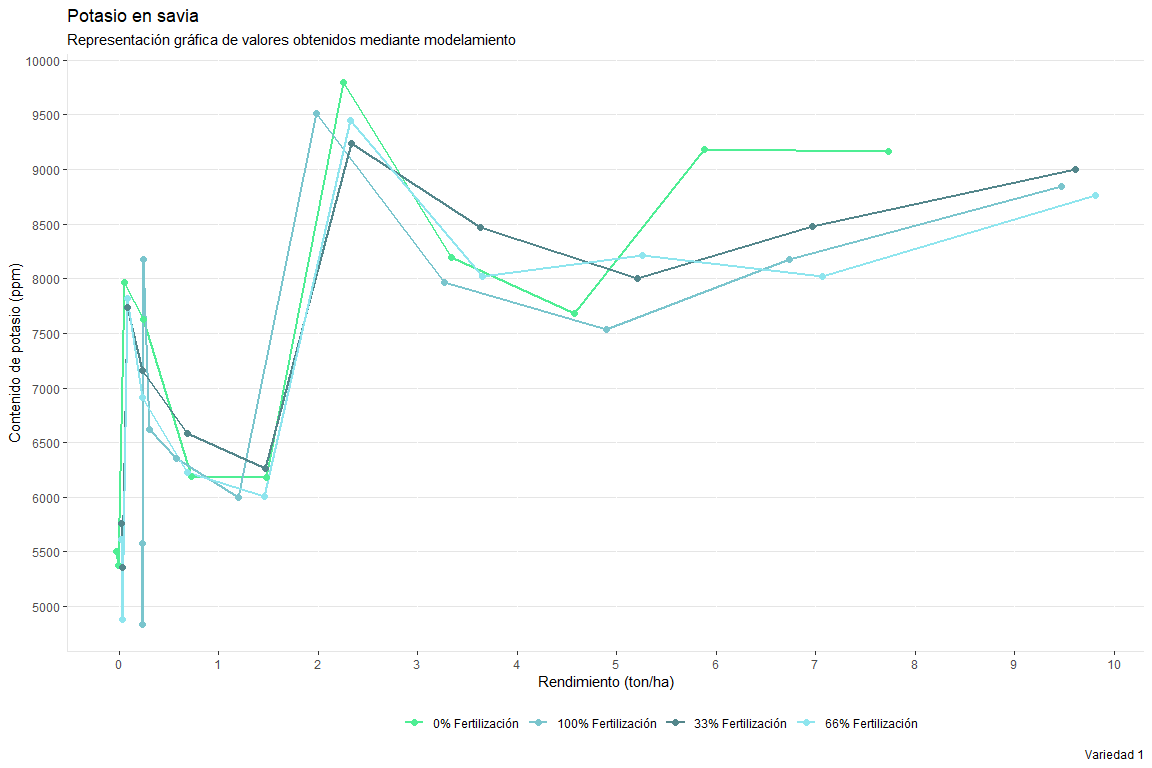 Potasio en savia
Representación gráfica de valores obtenidos mediante modelamiento
10000
9500
9000
8500
8000
7500
7000
6500
6000
5500
5000
Contenido de potasio (ppm)
0 1 2 3 4 5 6 7 8 9 10
Rendimiento (ton/ha)
0% Fertilización 100% Fertilización 33% Fertilización 66% Fertilización
Variedad 1